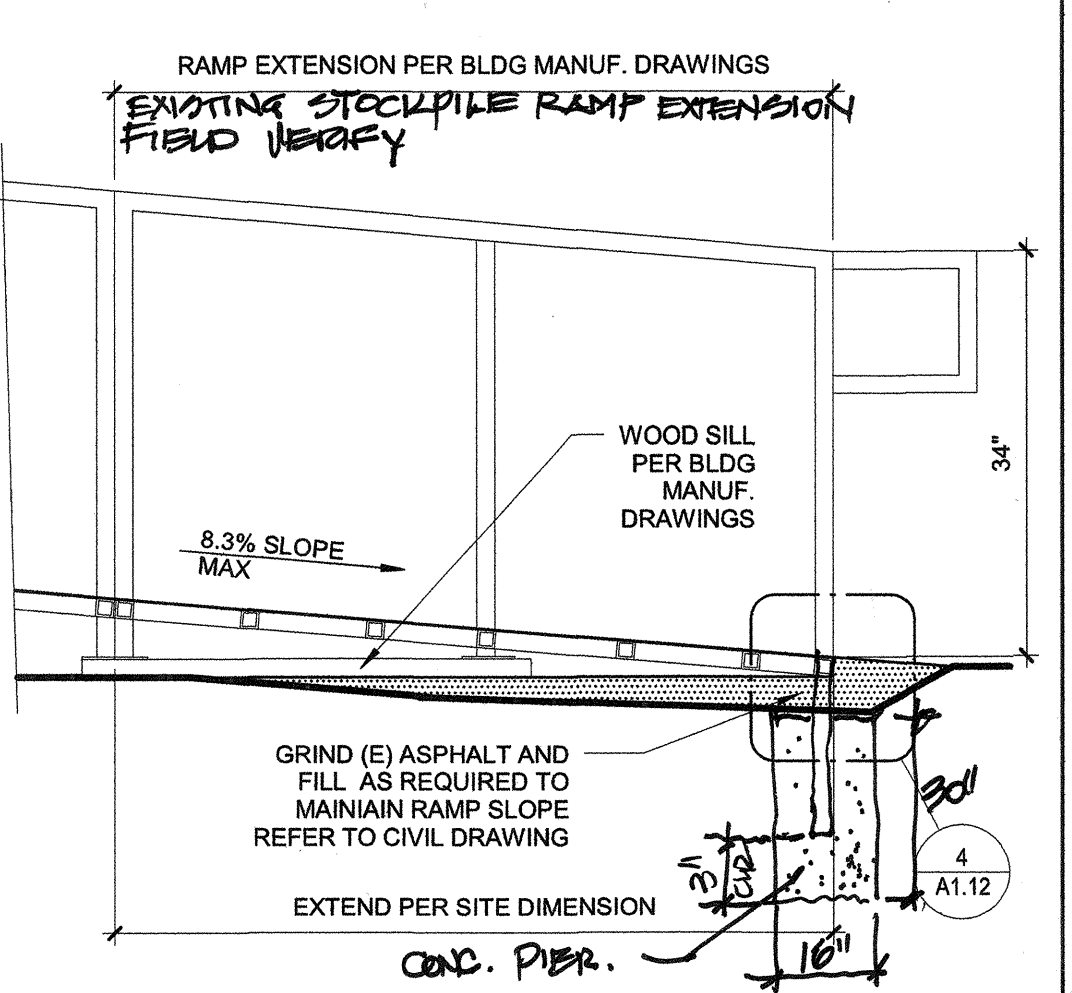 RAMP EXTENSION PER BLDG MANUF. DRAWINGS
EXISTING STOCKPILE RAMP EXTENSION
FIELD VERIFY
34"
WOOD SILL
PER BLDG
MANUF.
DRAWINGS
8.3% SLOPE
MAX
GRIND (E) ASPHALT AND
FILL AS REQUIRED TO
MAINIAIN RAMP SLOPE
REFER TO CIVIL DRAWING
30"
3"
CLR
4
A1.12
EXTEND PER SITE DIMENSION
CONC. PIER.
16"